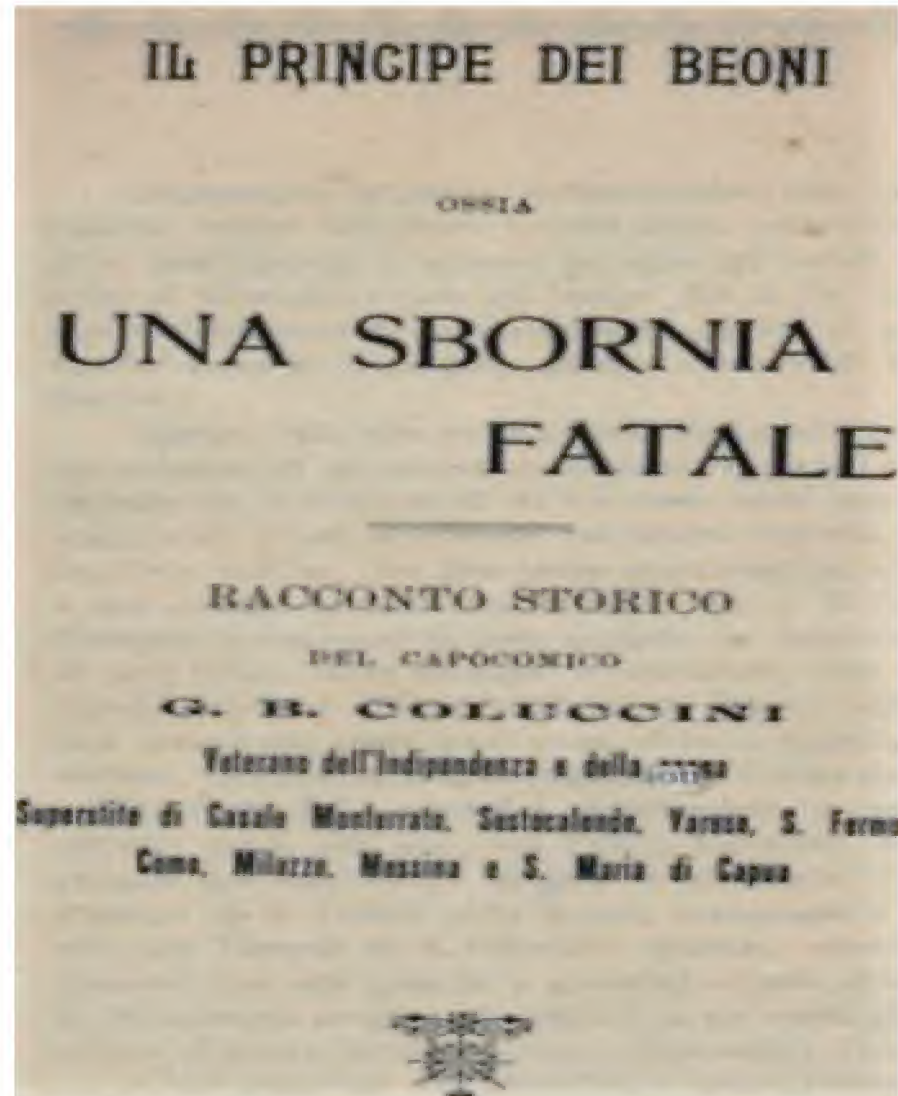 IL PRINCIPE DEI BEONI
OSSIA
UNA SBORNIA
FATALE
RACCONTO STORICO
DEL CAPOCOMICO
G. B. COLUCCINI
Veterano dell'Indipendenza e della
Superstite di Casale Monferrato, Sestocalende, Varese, S. Fermo
Como, Milazzo, Messina e S. Maria di Capua